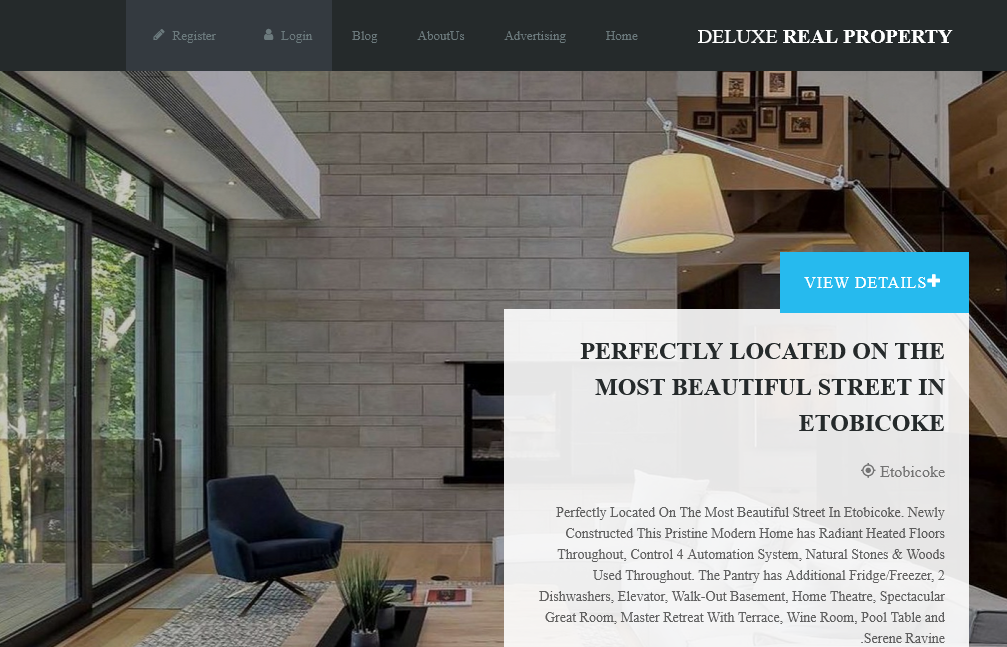 Register
Login
Blog
AboutUs
Advertising
Home
DELUXE REAL PROPERTY
VIEW DETAILS
PERFECTLY LOCATED ON THE
MOST BEAUTIFUL STREET IN
ETOBICOKE
Etobicoke
Perfectly Located On The Most Beautiful Street In Etobicoke. Newly
Constructed This Pristine Modern Home has Radiant Heated Floors
Throughout, Control 4 Automation System, Natural Stones & Woods
Used Throughout. The Pantry has Additional Fridge/Freezer, 2
Dishwashers, Elevator, Walk-Out Basement, Home Theatre, Spectacular
Great Room, Master Retreat With Terrace, Wine Room, Pool Table and
.Serene Ravine